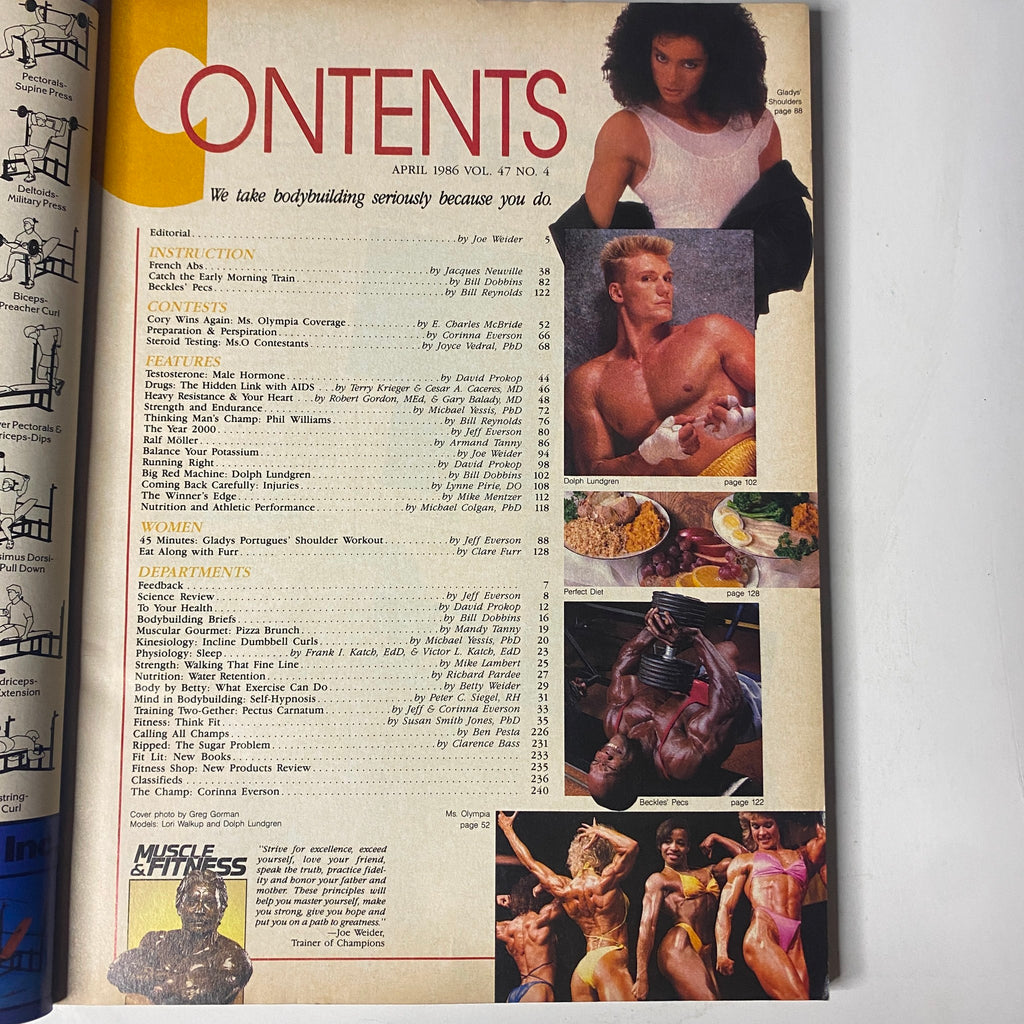 Pectorals-
Supine Press
Deltoids-
Military Press
Biceps-
Preacher Curl
Pectorals &
riceps-Dips
simus Dorsi-
Pull Down
driceps-
xtension
string-
Curl
CONTENTS
APRIL 1986 VOL. 47 NO. 4
We take bodybuilding seriously because you do.
Gladys'
Shoulders
page 88
Editorial by Joe Weider 5
INSTRUCTION
French Abs by Jacques Neuville 38
Catch the Early Morning Train by Bill Dobbins 82
Beckles' Pecs by Bill Reynolds 122
CONTESTS
Cory Wins Again: Ms. Olympia Coverage by E. Charles McBride 52
Preparation & Perspiration by Corinna Everson 66
Steroid Testing: Ms.O Contestants by Joyce Vedral, PhD 68
FEATURES
Testosterone: Male Hormone by David Prokop 44
Drugs: The Hidden Link with AIDS by Terry Krieger & Cesar A. Caceres, MD 46
Heavy Resistance & Your Heart by Robert Gordon, MEd, & Gary Balady, MD 48
Strength and Endurance by Michael Yessis, PhD 72
Thinking Man's Champ: Phil Williams by Bill Reynolds 76
The Year 2000 by Jeff Everson 80
Ralf Möller by Armand Tanny 86
Balance Your Potassium by Joe Weider 94
Running Right by David Prokop 98
Big Red Machine: Dolph Lundgren by Bill Dobbins 102
Coming Back Carefully: Injuries by Lynne Pirie, DO 108
The Winner's Edge by Mike Mentzer 112
Nutrition and Athletic Performance by Michael Colgan, PhD 118
WOMEN
45 Minutes: Gladys Portugues' Shoulder Workout by Jeff Everson 88
Eat Along with Furr by Clare Furr 128
DEPARTMENTS
Feedback 7
Science Review by Jeff Everson 8
To Your Health by David Prokop 12
Bodybuilding Briefs by Bill Dobbins 16
Muscular Gourmet: Pizza Brunch by Mandy Tanny 19
Kinesiology: Incline Dumbbell Curls by Michael Yessis, PhD 20
Physiology: Sleep by Frank I. Katch, EdD, & Victor L. Katch, EdD 23
Strength: Walking That Fine Line by Mike Lambert 25
Nutrition: Water Retention by Richard Pardee 27
Body by Betty: What Exercise Can Do by Betty Weider 29
Mind in Bodybuilding: Self-Hypnosis by Peter C. Siegel, RH 31
Training Two-Gether: Pectus Carnatum by Jeff & Corinna Everson 33
Fitness: Think Fit by Susan Smith Jones, PhD 35
Calling All Champs by Ben Pesta 226
Ripped: The Sugar Problem by Clarence Bass 231
Fit Lit: New Books 233
Fitness Shop: New Products Review 235
Classifieds 236
The Champ: Corinna Everson 240
Dolph Lundgren page 102
Perfect Diet page 128
Beckles' Pecs page 122
Cover photo by Greg Gorman
Models: Lori Walkup and Dolph Lundgren
Ms. Olympia
page 52
MUSCLE
&FITNESS
"Strive for excellence, exceed
yourself, love your friend,
speak the truth, practice fidel-
ity and honor your father and
mother. These principles will
help you master yourself, make
you strong, give you hope and
put you on a path to greatness."
—Joe Weider,
Trainer of Champions